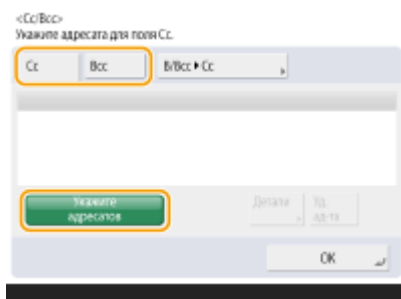 <Cc/Bcc>
Укажите адресата для поля Cc.
Cc Bcc В/Bcc▶Cc
Укажите
адресатов
Детали Уд.
ад-та
OK